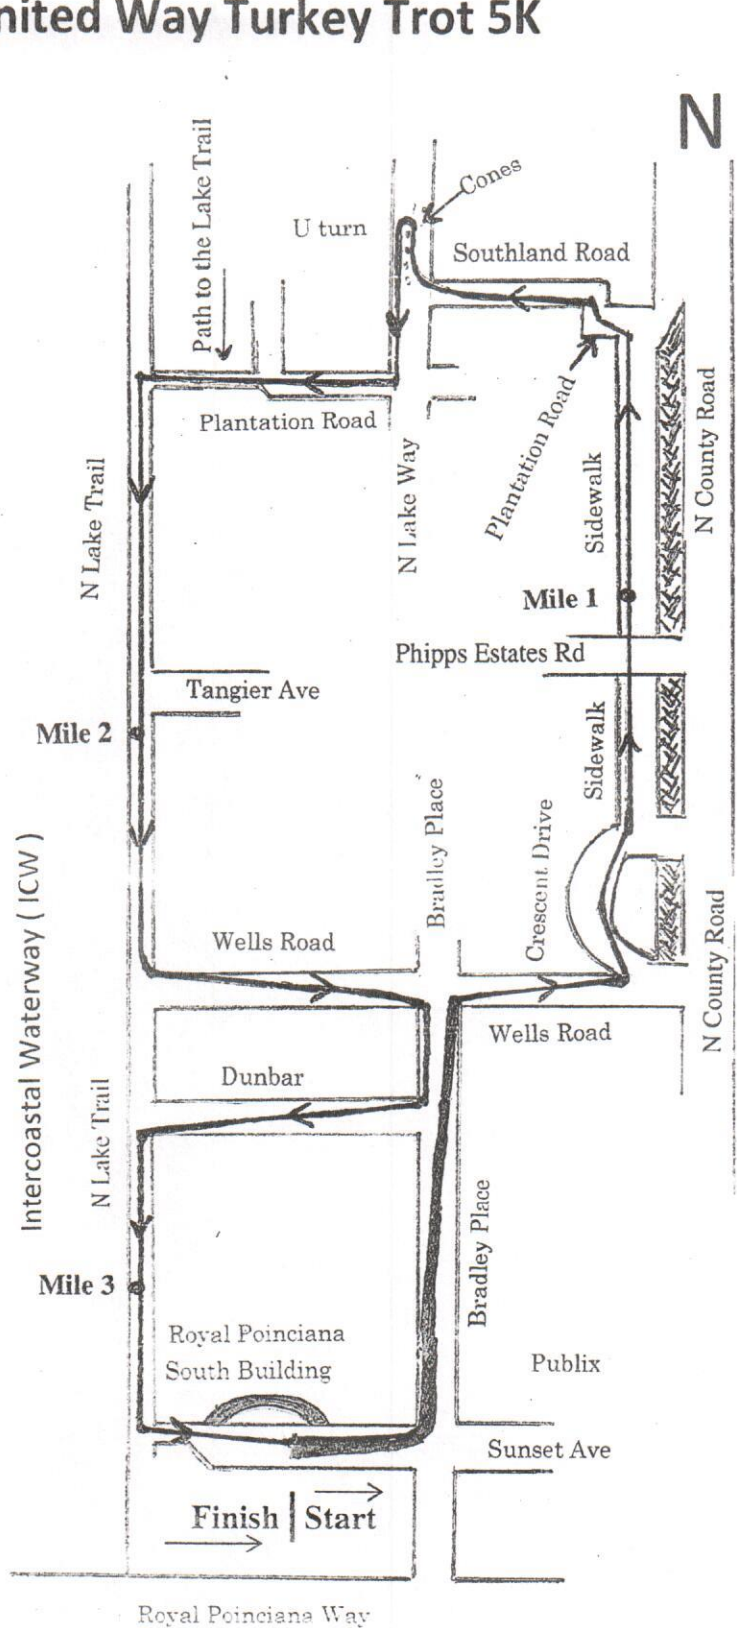 nited Way Turkey Trot 5K
N
Path to the Lake Trail
U turn
Cones
Southland Road
Plantation Road
Plantation Road
N Lake Trail
N Lake Way
Sidewalk
N County Road
Mile 1
Phipps Estates Rd
Tangier Ave
Mile 2
Sidewalk
Bradley Place
Crescent Drive
Intercoastal Waterway ( ICW )
Wells Road
N County Road
Wells Road
Dunbar
N Lake Trail
Bradley Place
Mile 3
Royal Poinciana
South Building
Publix
Sunset Ave
Finish | Start
Royal Poinciana Way